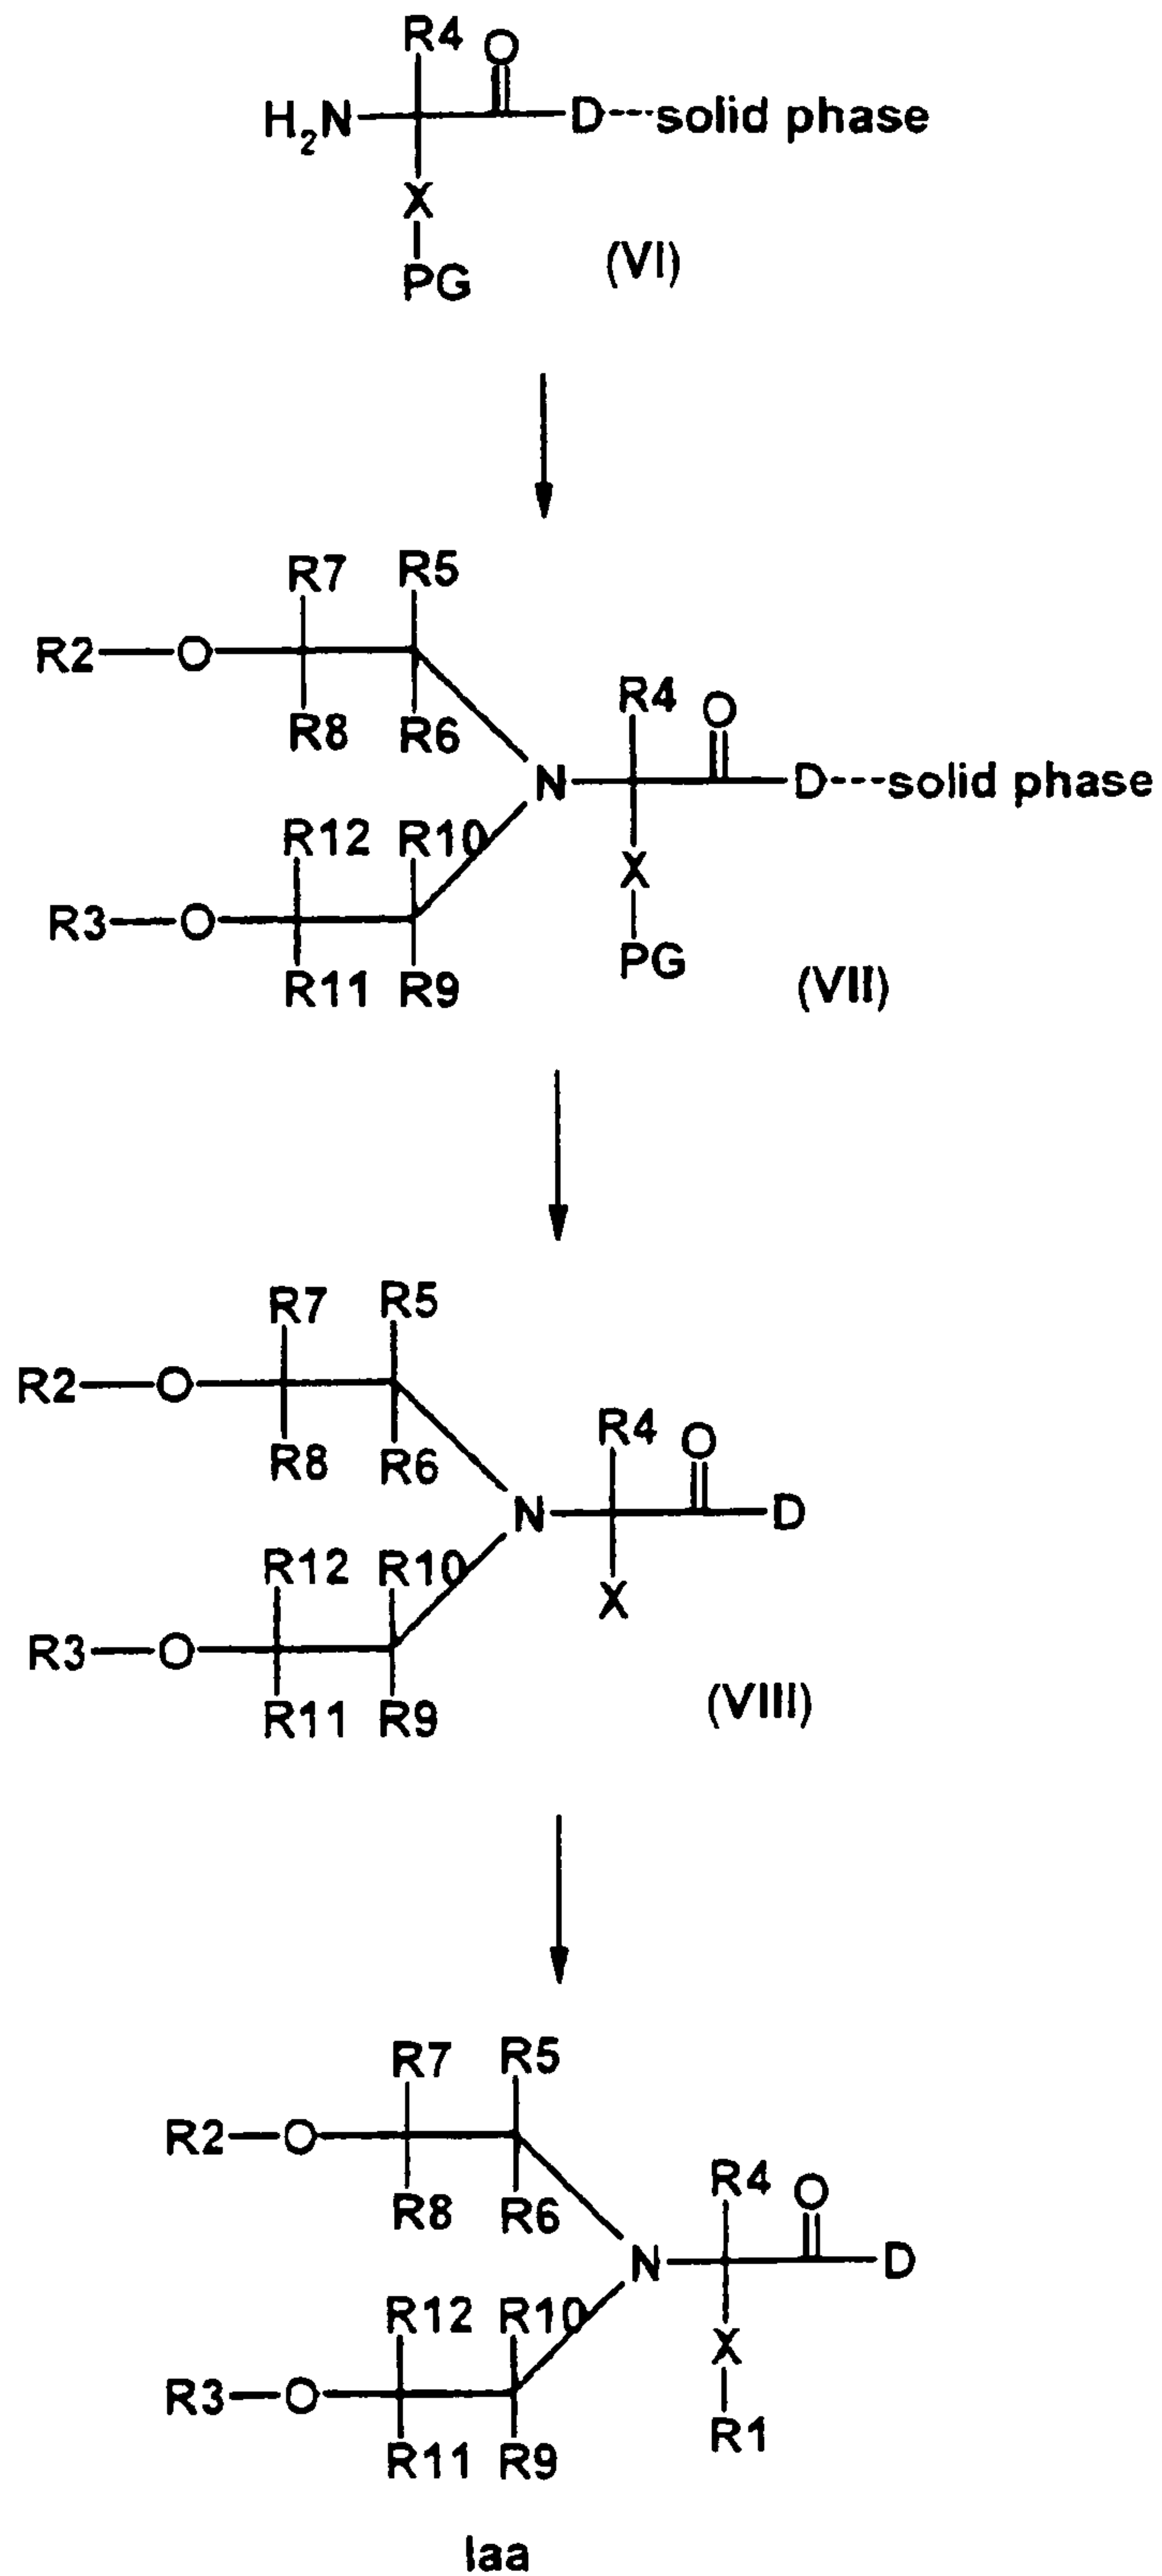 R4 O
H2N D---solid phase
X
PG (VI)
R7 R5
R2 O
R8 R6 R4 O
N D---solid phase
R12 R10
X
R3 O
R11 R9 PG (VII)
R7 R5
R2 O
R8 R6 R4 O
N D
R12 R10
X
R3 O
R11 R9 (VIII)
R7 R5
R2 O
R8 R6 R4 O
N D
R12 R10
X
R3 O
R11 R9 R1
Iaa